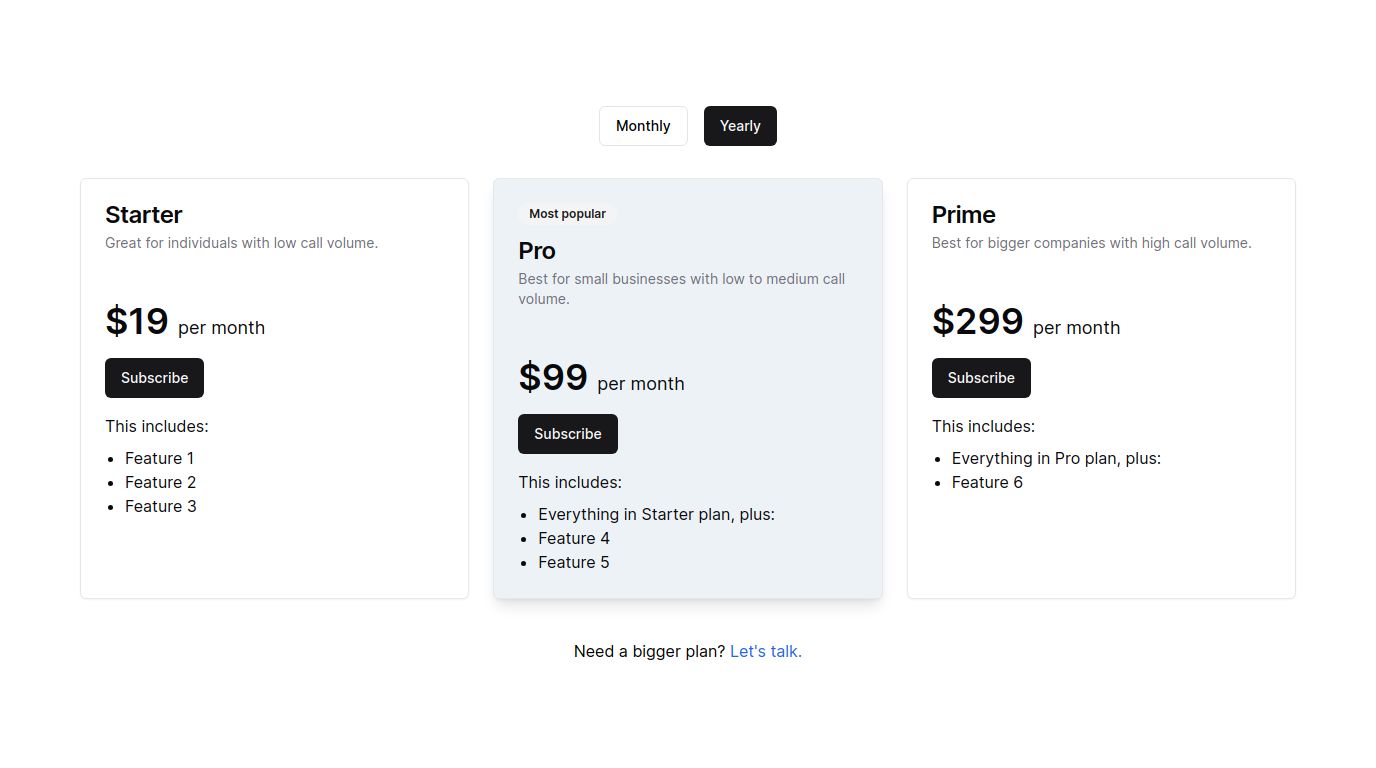 Monthly
Yearly
Starter
Great for individuals with low call volume.
$19 per month
Subscribe
This includes:
Feature 1
Feature 2
Feature 3
Most popular
Pro
Best for small businesses with low to medium call
volume.
$99 per month
Subscribe
This includes:
Everything in Starter plan, plus:
Feature 4
Feature 5
Prime
Best for bigger companies with high call volume.
$299 per month
Subscribe
This includes:
Everything in Pro plan, plus:
Feature 6
Need a bigger plan? Let's talk.